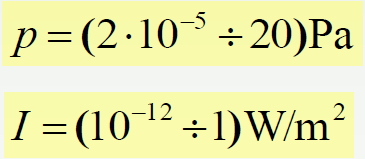 p = (2·10⁻⁵ ÷ 20)Pa
I = (10⁻¹² ÷ 1)W/m²